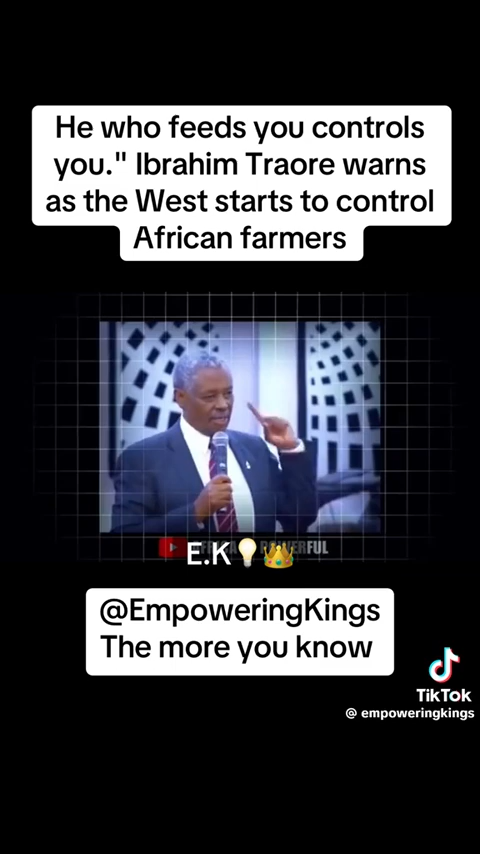 He who feeds you controls
you." Ibrahim Traore warns
as the West starts to control
African farmers
E.K💡👑
@EmpoweringKings
The more you know
TikTok
@ empoweringkings